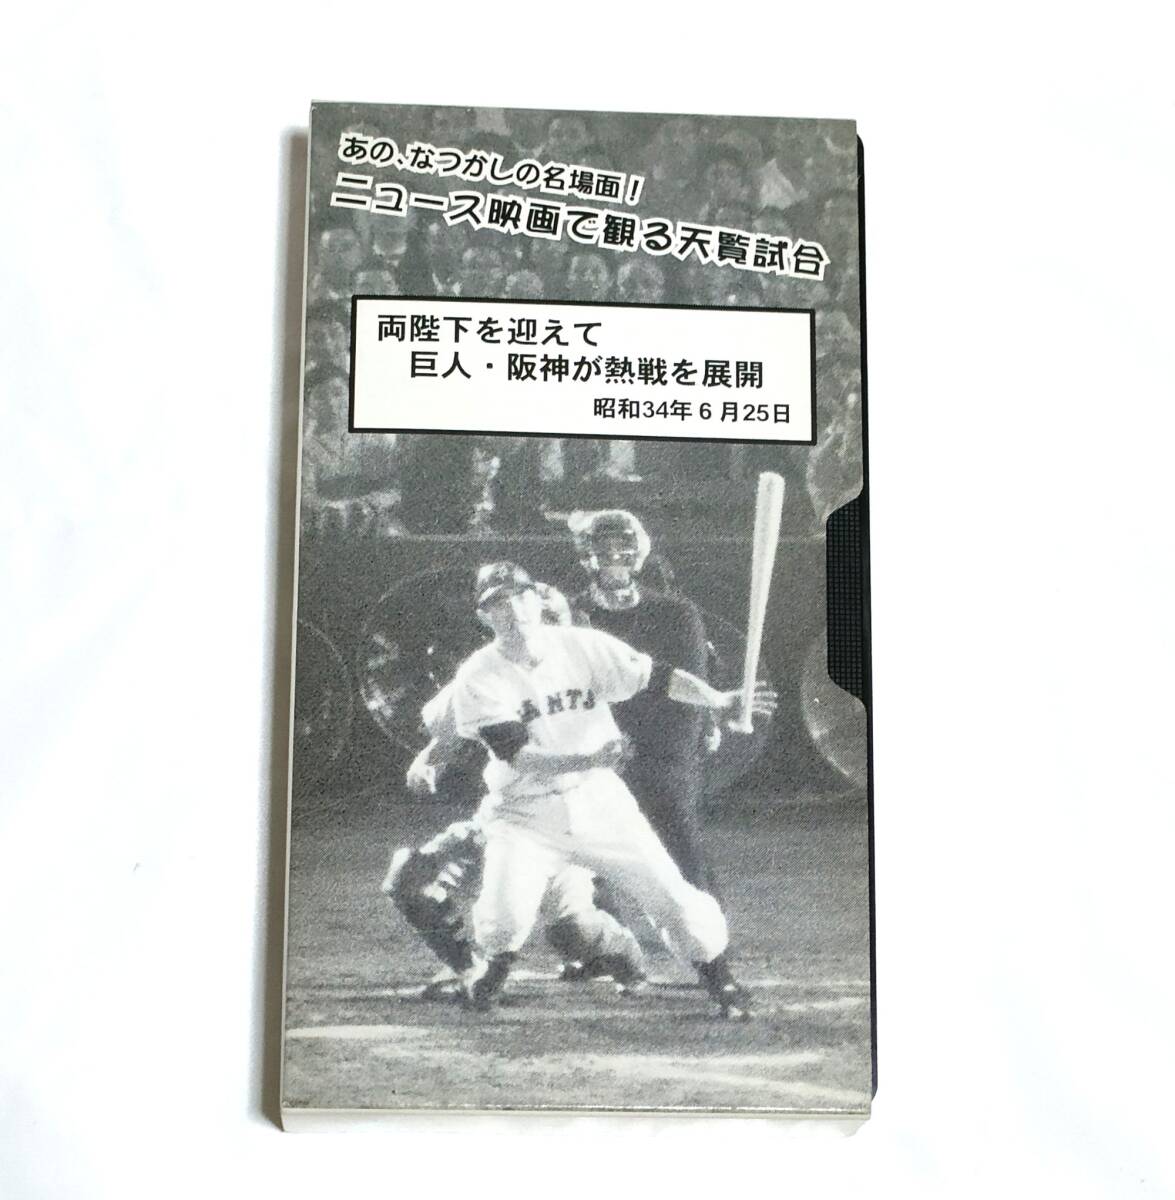 あの、なつかしの名場面！
ニュース映画で観る天覧試合
両陛下を迎えて
巨人・阪神が熱戦を展開
昭和34年6月25日